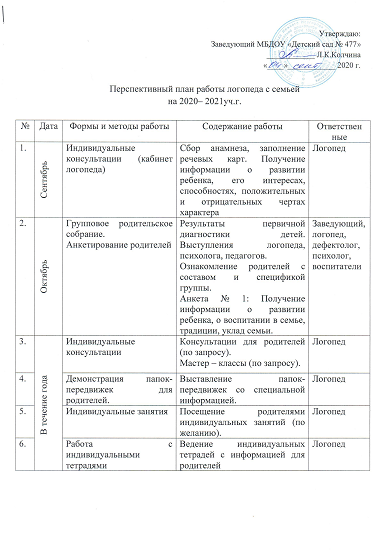 Утверждаю:
Заведующий МБДОУ «Детский сад № 477»
Л.К.Колчина
« » сент. 2020 г.
Перспективный план работы логопеда с семьей
на 2020– 2021уч.г.
№ Дата Формы и методы работы Содержание работы Ответствен
ные
1. Сентябрь Индивидуальные Сбор анамнеза, заполнение Логопед
консультации (кабинет речевых карт. Получение
логопеда) информации о развитии
ребенка, его интересах,
способностях, положительных
и отрицательных чертах
характера
2. Октябрь Групповое родительское Результаты первичной Заведующий,
собрание. диагностики детей. логопед,
Анкетирование родителей Выступления логопеда, дефектолог,
психолога, педагогов. психолог,
Ознакомление родителей с воспитатели
составом и спецификой
группы.
Анкета № 1: Получение
информации о развитии
ребенка, о воспитании в семье,
традиции, уклад семьи.
3. В течение года Индивидуальные Консультации для родителей Логопед
консультации (по запросу).
Мастер – классы (по запросу).
4. Демонстрация папок- Выставление папок- Логопед
передвижек для передвижек со специальной
родителей. информацией.
5. Индивидуальные занятия Посещение родителями Логопед
индивидуальных занятий (по
желанию).
6. Работа с Ведение индивидуальных Логопед
индивидуальными тетрадей с информацией для
тетрадями родителей